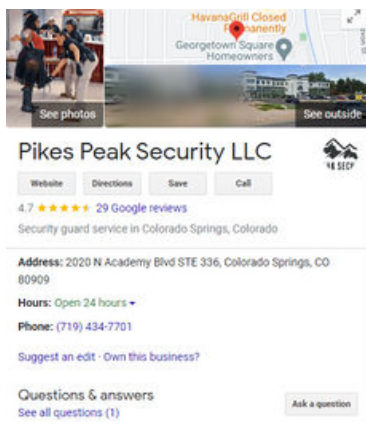 HavanaGrill Closed
Permanently
Georgetown Square
Homeowners
See photos
See outside
Pikes Peak Security LLC
Website
Directions
Save
Call
4.7
29 Google reviews
Security guard service in Colorado Springs, Colorado
Address: 2020 N Academy Blvd STE 336, Colorado Springs, CO
80909
Hours: Open 24 hours
Phone: (719) 434-7701
Suggest an edit · Own this business?
Questions & answers
See all questions (1)
Ask a question